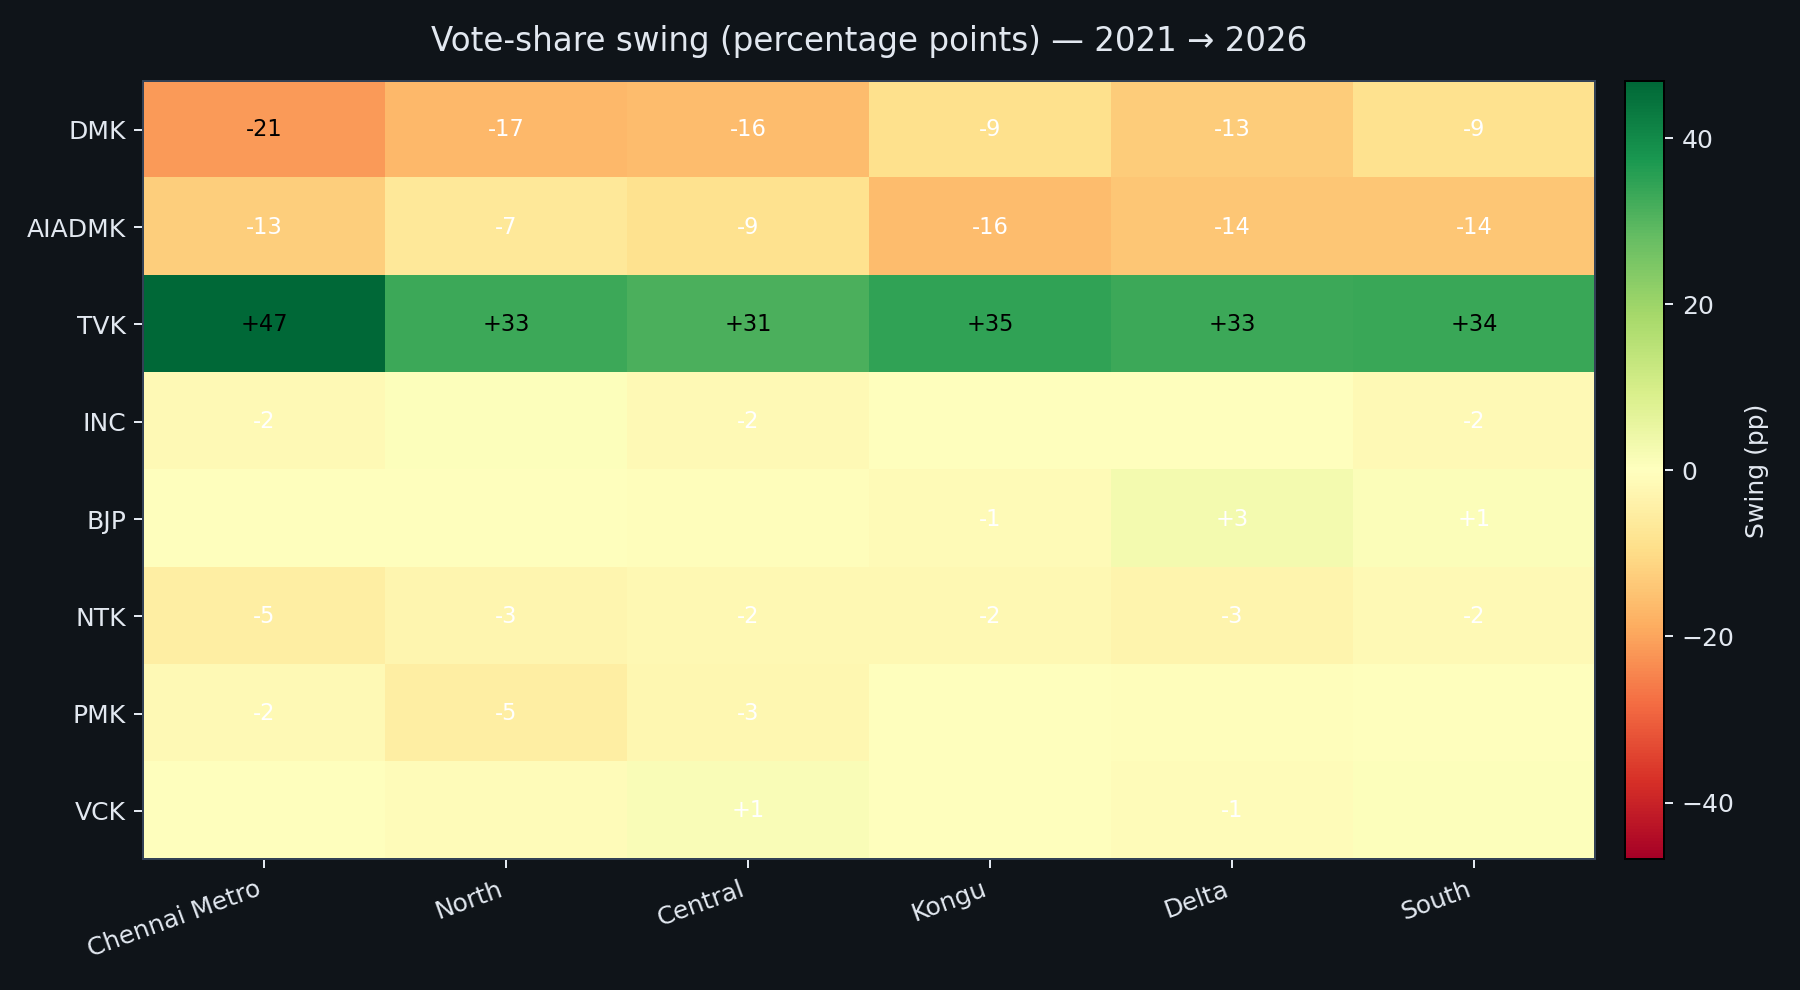 Vote-share swing (percentage points) — 2021 → 2026
DMK -21 -17 -16 -9 -13 -9
AIADMK -13 -7 -9 -16 -14 -14
TVK +47 +33 +31 +35 +33 +34
INC -2 -2 -2
BJP -1 +3 +1
NTK -5 -3 -2 -2 -3 -2
PMK -2 -5 -3
VCK +1 -1
Chennai Metro North Central Kongu Delta South
40
20
0
−20
−40
Swing (pp)